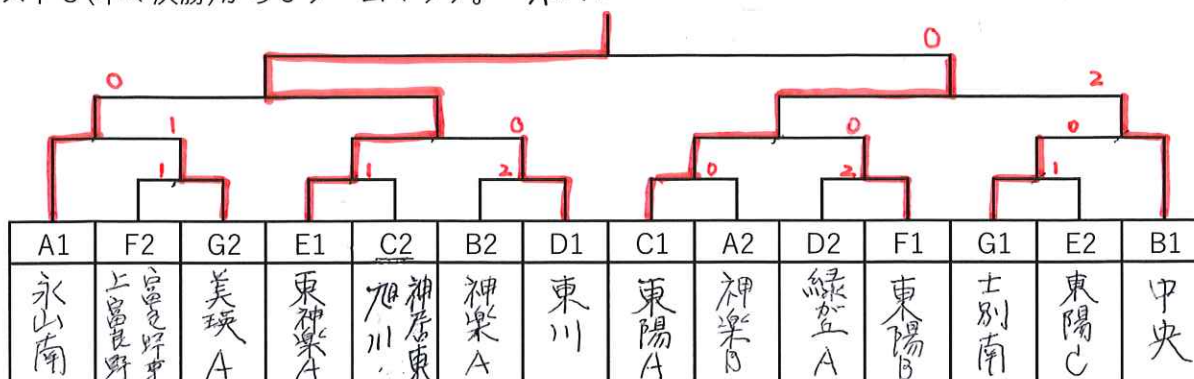 0
0
0
2
1
0
0
0
1
1
2
0
2
1
A1 F2 G2 E1 C2 B2 D1 C1 A2 D2 F1 G1 E2 B1
永山南
上富良野
富良野東
美瑛A
東神楽A
旭川
神居東
神楽A
東川
東陽A
神楽B
緑が丘A
東陽B
士別南
東陽C
中央